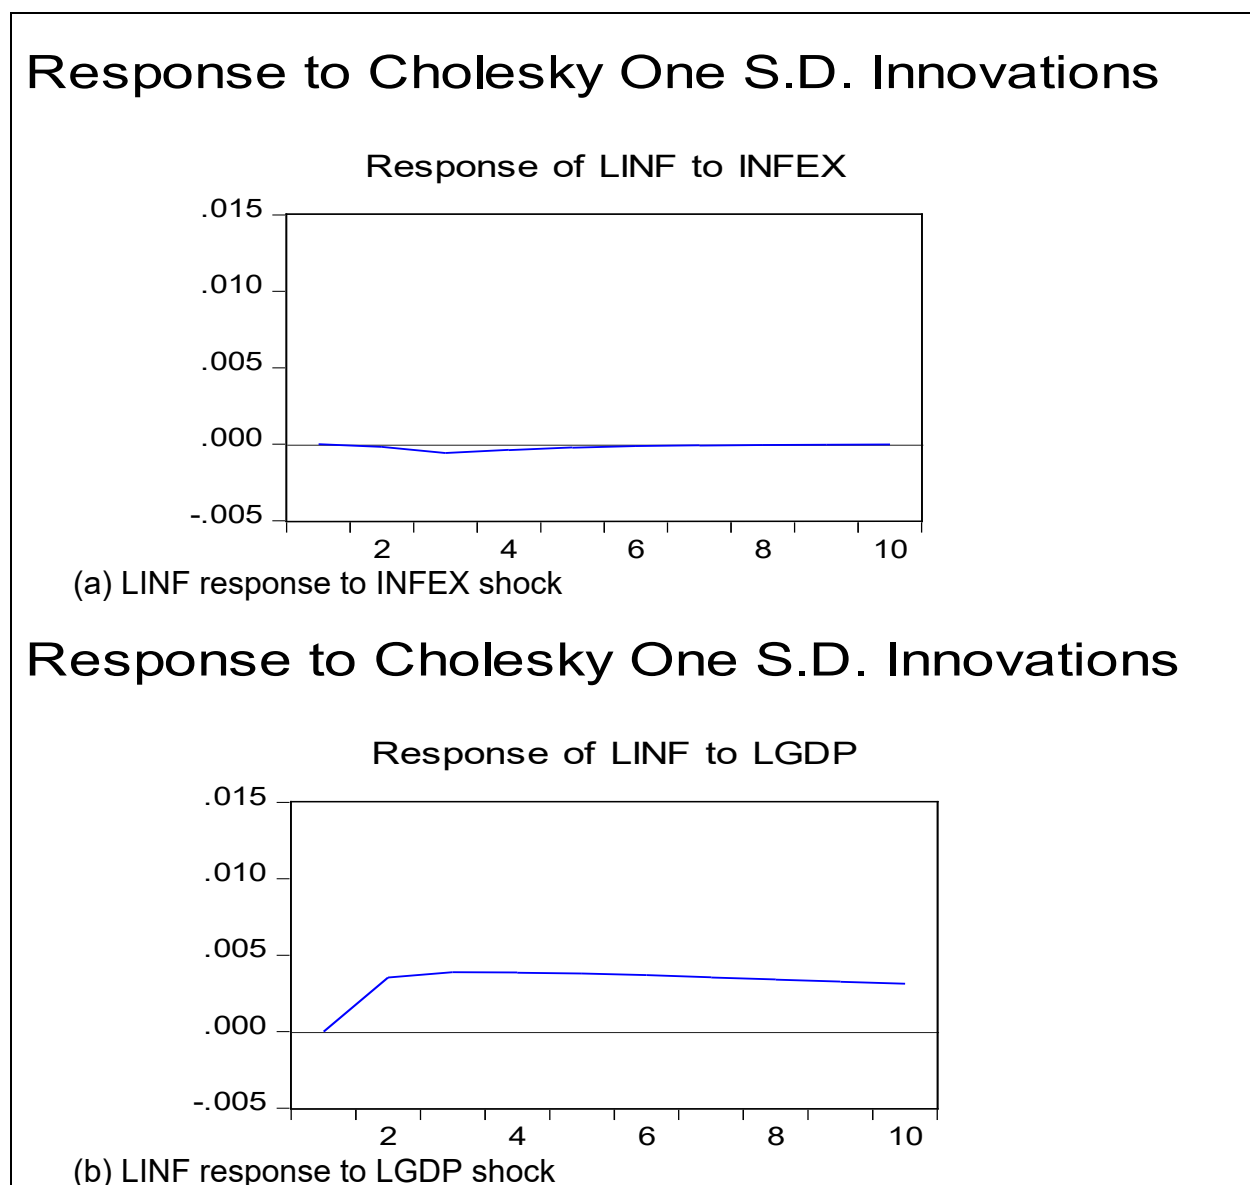 Response to Cholesky One S.D. Innovations
Response of LINF to INFEX
.015
.010
.005
.000
-.005
2 4 6 8 10
(a) LINF response to INFEX shock
Response to Cholesky One S.D. Innovations
Response of LINF to LGDP
.015
.010
.005
.000
-.005
2 4 6 8 10
(b) LINF response to LGDP shock